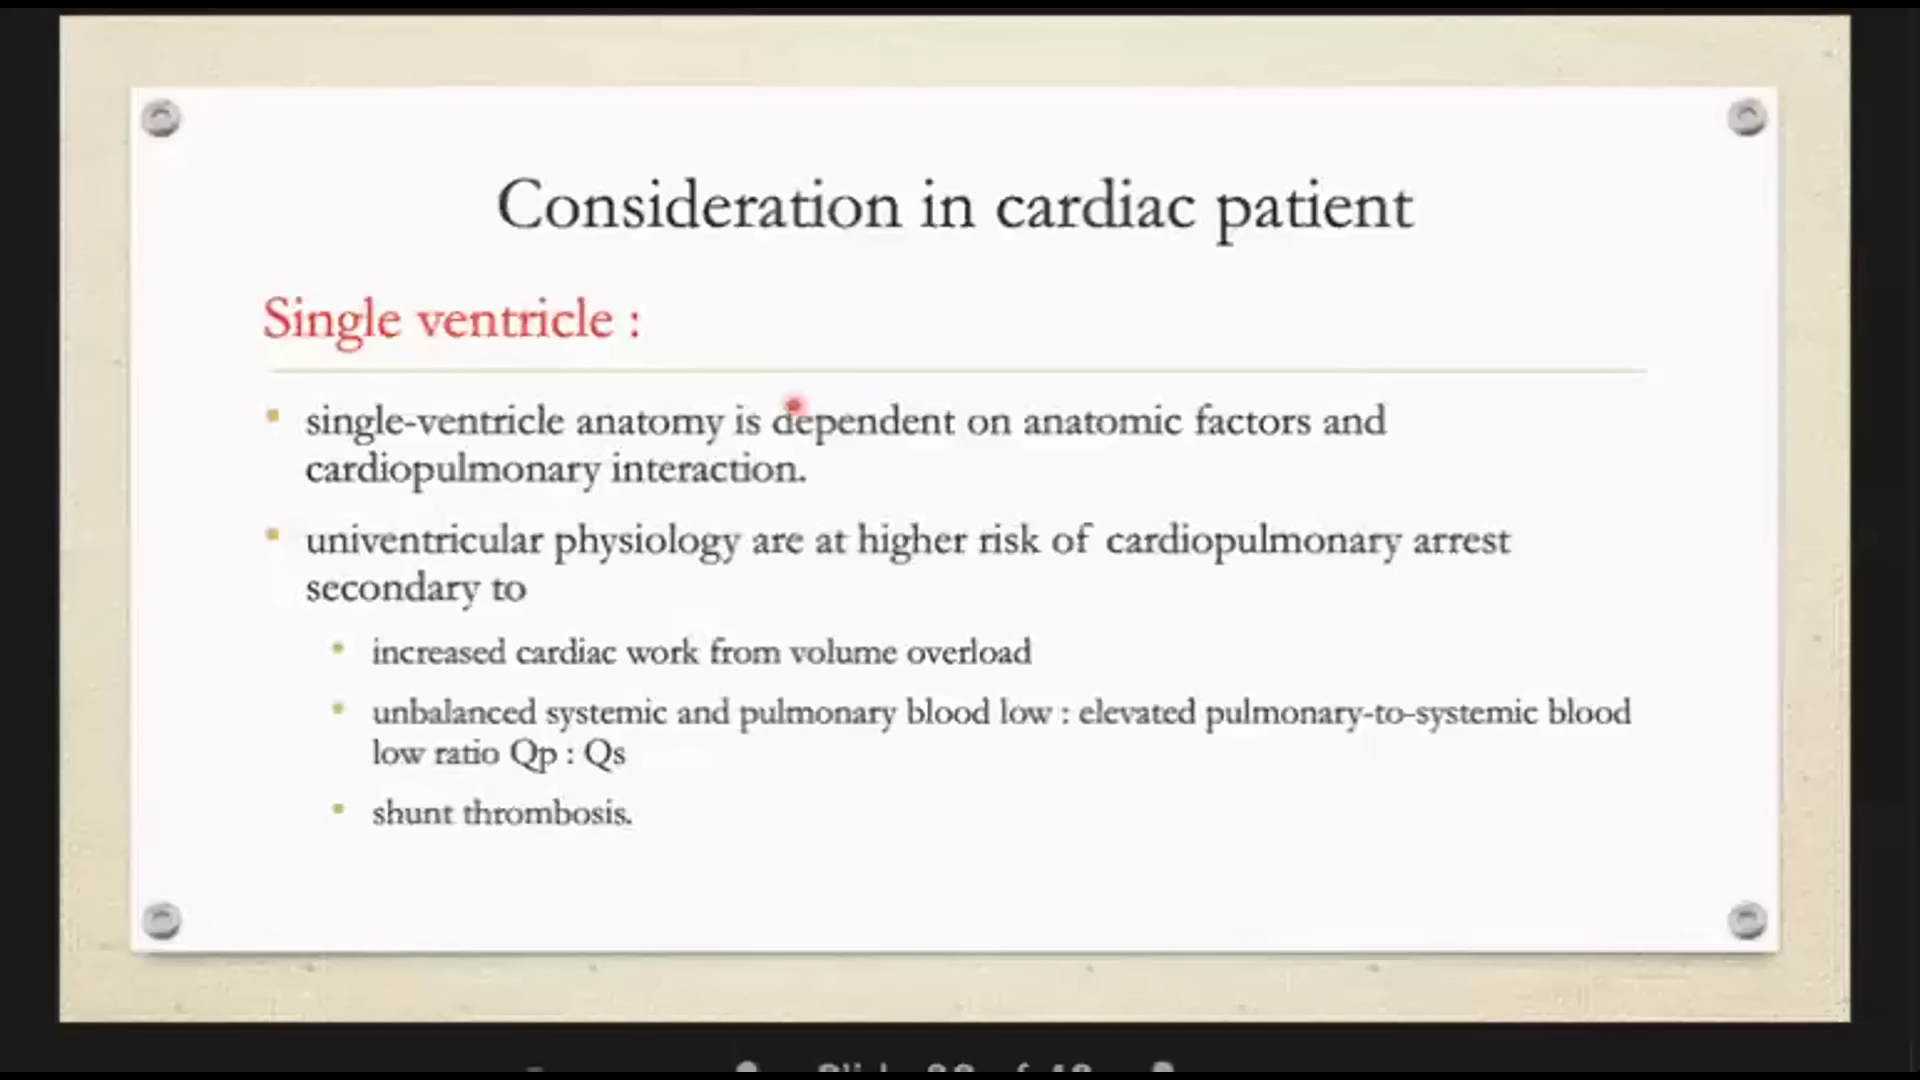 Consideration in cardiac patient
Single ventricle :
single-ventricle anatomy is dependent on anatomic factors and
cardiopulmonary interaction.
univentricular physiology are at higher risk of cardiopulmonary arrest
secondary to
increased cardiac work from volume overload
unbalanced systemic and pulmonary blood low : elevated pulmonary-to-systemic blood
low ratio Qp : Qs
shunt thrombosis.